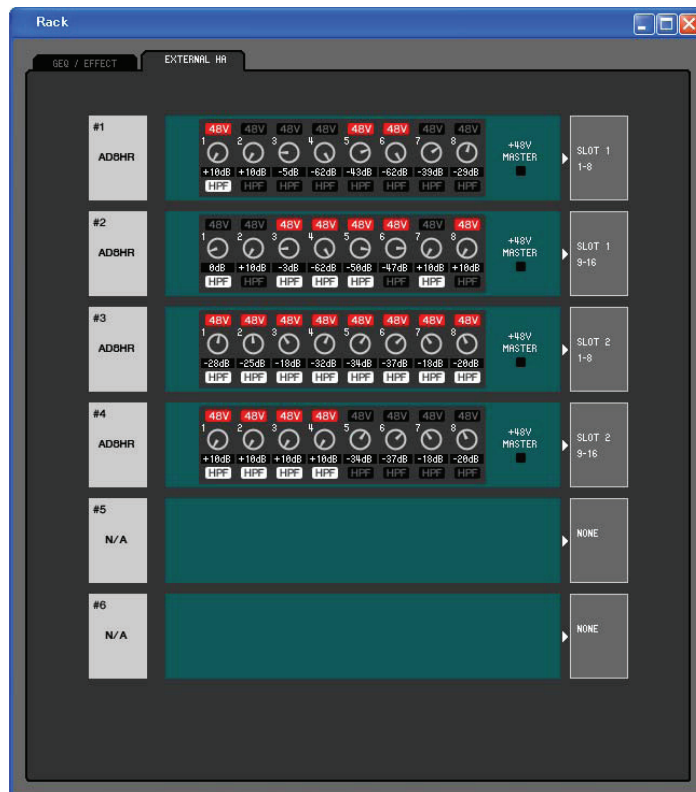 Rack
GEQ / EFFECT
EXTERNAL HA
#1
AD8HR
48V 48V 48V 48V 48V 48V 48V 48V
1 2 3 4 5 6 7 8
+10dB +10dB -5dB -62dB -43dB -62dB -39dB -29dB
HPF HPF HPF HPF HPF HPF HPF HPF
+48V
MASTER
SLOT 1
1-8
#2
AD8HR
48V 48V 48V 48V 48V 48V 48V 48V
1 2 3 4 5 6 7 8
0dB +10dB -3dB -62dB -50dB -47dB +10dB +10dB
HPF HPF HPF HPF HPF HPF HPF HPF
+48V
MASTER
SLOT 1
9-16
#3
AD8HR
48V 48V 48V 48V 48V 48V 48V 48V
1 2 3 4 5 6 7 8
-28dB -25dB -18dB -32dB -34dB -37dB -18dB -20dB
HPF HPF HPF HPF HPF HPF HPF HPF
+48V
MASTER
SLOT 2
1-8
#4
AD8HR
48V 48V 48V 48V 48V 48V 48V 48V
1 2 3 4 5 6 7 8
+10dB +10dB +10dB +10dB -34dB -37dB -18dB -20dB
HPF HPF HPF HPF HPF HPF HPF HPF
+48V
MASTER
SLOT 2
9-16
#5
N/A
NONE
#6
N/A
NONE